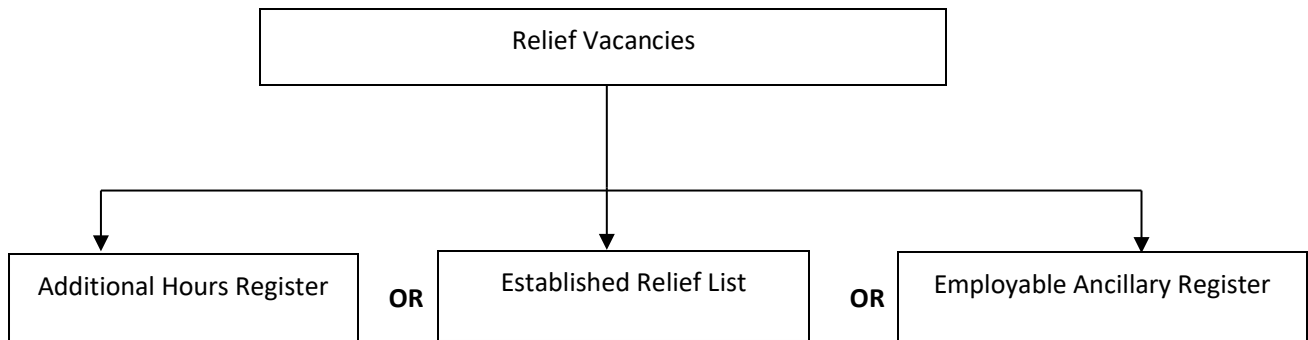 Relief Vacancies
Additional Hours Register
OR
Established Relief List
OR
Employable Ancillary Register